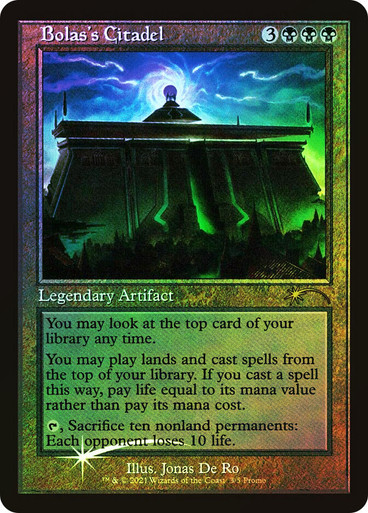 Bolas's Citadel 3
Legendary Artifact
You may look at the top card of your
library any time.
You may play lands and cast spells from
the top of your library. If you cast a spell
this way, pay life equal to its mana value
rather than pay its mana cost.
, Sacrifice ten nonland permanents:
Each opponent loses 10 life.
Illus. Jonas De Ro
™ & © 2021 Wizards of the Coast 3/5 Promo